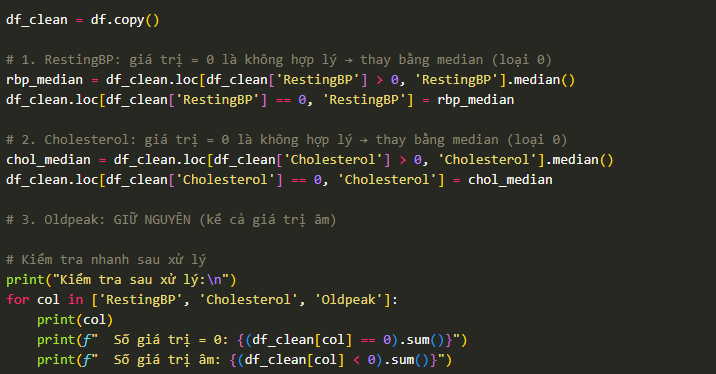 df_clean = df.copy()

# 1. RestingBP: giá trị = 0 là không hợp lý → thay bằng median (loại 0)
rbp_median = df_clean.loc[df_clean['RestingBP'] > 0, 'RestingBP'].median()
df_clean.loc[df_clean['RestingBP'] == 0, 'RestingBP'] = rbp_median

# 2. Cholesterol: giá trị = 0 là không hợp lý → thay bằng median (loại 0)
chol_median = df_clean.loc[df_clean['Cholesterol'] > 0, 'Cholesterol'].median()
df_clean.loc[df_clean['Cholesterol'] == 0, 'Cholesterol'] = chol_median

# 3. Oldpeak: GIỮ NGUYÊN (kể cả giá trị âm)

# Kiểm tra nhanh sau xử lý
print("Kiểm tra sau xử lý:\n")
for col in ['RestingBP', 'Cholesterol', 'Oldpeak']:
    print(col)
    print(f"  Số giá trị = 0: {(df_clean[col] == 0).sum()}")
    print(f"  Số giá trị âm: {(df_clean[col] < 0).sum()}")